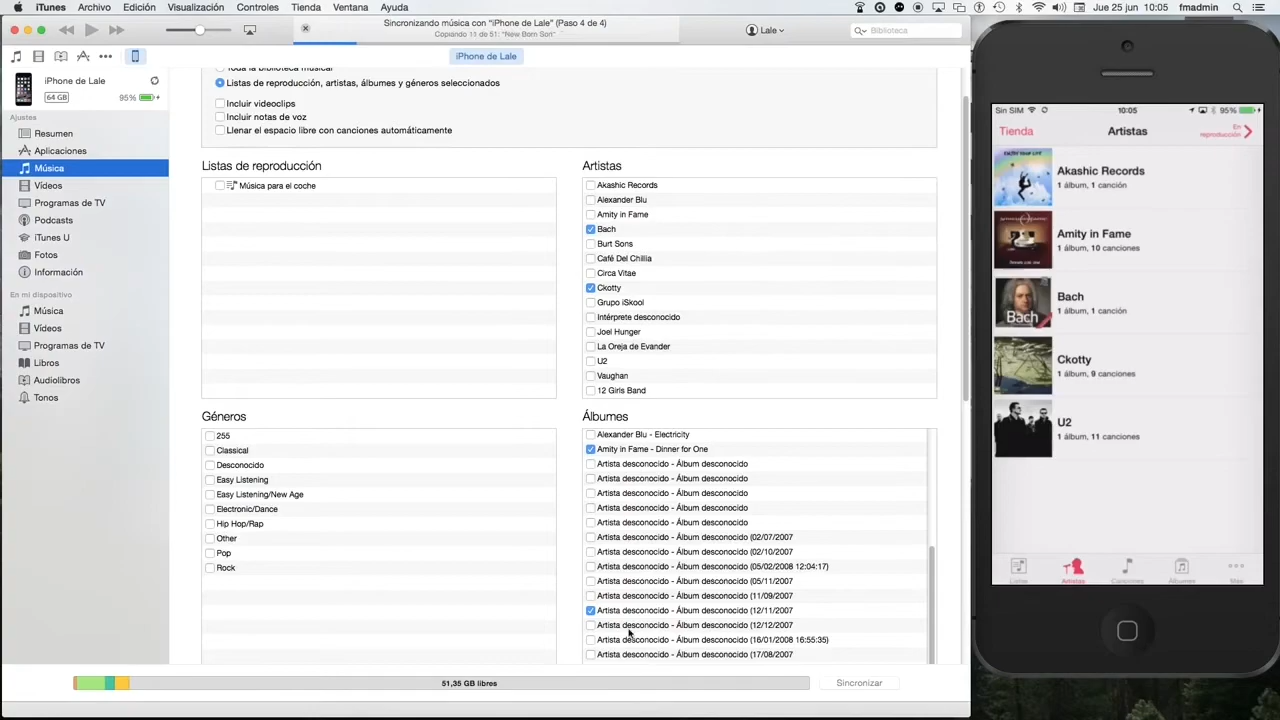 iTunes Archivo Edición Visualización Controles Tienda Ventana Ayuda
Jue 25 jun 10:05 fmadmin
Sincronizando música con "iPhone de Lale" (Paso 4 de 4)
Copiando 11 de 51: "New Born Son"
Lale
Biblioteca
iPhone de Lale
iPhone de Lale
64 GB
95%
Ajustes
Resumen
Aplicaciones
Música
Vídeos
Programas de TV
Podcasts
iTunes U
Fotos
Información
En mi dispositivo
Música
Vídeos
Programas de TV
Libros
Audiolibros
Tonos
Toda la biblioteca musical
Listas de reproducción, artistas, álbumes y géneros seleccionados
Incluir videoclips
Incluir notas de voz
Llenar el espacio libre con canciones automáticamente
Listas de reproducción
Música para el coche
Artistas
Akashic Records
Alexander Blu
Amity in Fame
Bach
Burt Sons
Café Del Chillia
Circa Vitae
Ckotty
Grupo iSkool
Intérprete desconocido
Joel Hunger
La Oreja de Evander
U2
Vaughan
12 Girls Band
Géneros
255
Classical
Desconocido
Easy Listening
Easy Listening/New Age
Electronic/Dance
Hip Hop/Rap
Other
Pop
Rock
Álbumes
Alexander Blu - Electricity
Amity in Fame - Dinner for One
Artista desconocido - Álbum desconocido
Artista desconocido - Álbum desconocido
Artista desconocido - Álbum desconocido
Artista desconocido - Álbum desconocido
Artista desconocido - Álbum desconocido
Artista desconocido - Álbum desconocido (02/07/2007
Artista desconocido - Álbum desconocido (02/10/2007
Artista desconocido - Álbum desconocido (05/02/2008 12:04:17)
Artista desconocido - Álbum desconocido (05/11/2007
Artista desconocido - Álbum desconocido (11/09/2007
Artista desconocido - Álbum desconocido (12/11/2007
Artista desconocido - Álbum desconocido (12/12/2007
Artista desconocido - Álbum desconocido (16/01/2008 16:55:35)
Artista desconocido - Álbum desconocido (17/08/2007
51,35 GB libres
Sincronizar
Sin SIM 10:05 95%
Tienda Artistas En reproducción
Akashic Records
1 álbum, 1 canción
Amity in Fame
1 álbum, 10 canciones
Bach
Bach
1 álbum, 1 canción
Ckotty
1 álbum, 9 canciones
U2
1 álbum, 11 canciones
Listas Artistas Canciones Álbumes Más